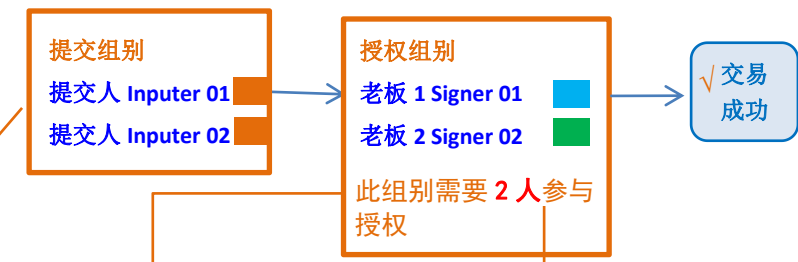 提交组别
提交人 Inputer 01
提交人 Inputer 02
授权组别
老板 1 Signer 01
老板 2 Signer 02
此组别需要 2 人参与
授权
√ 交易
成功